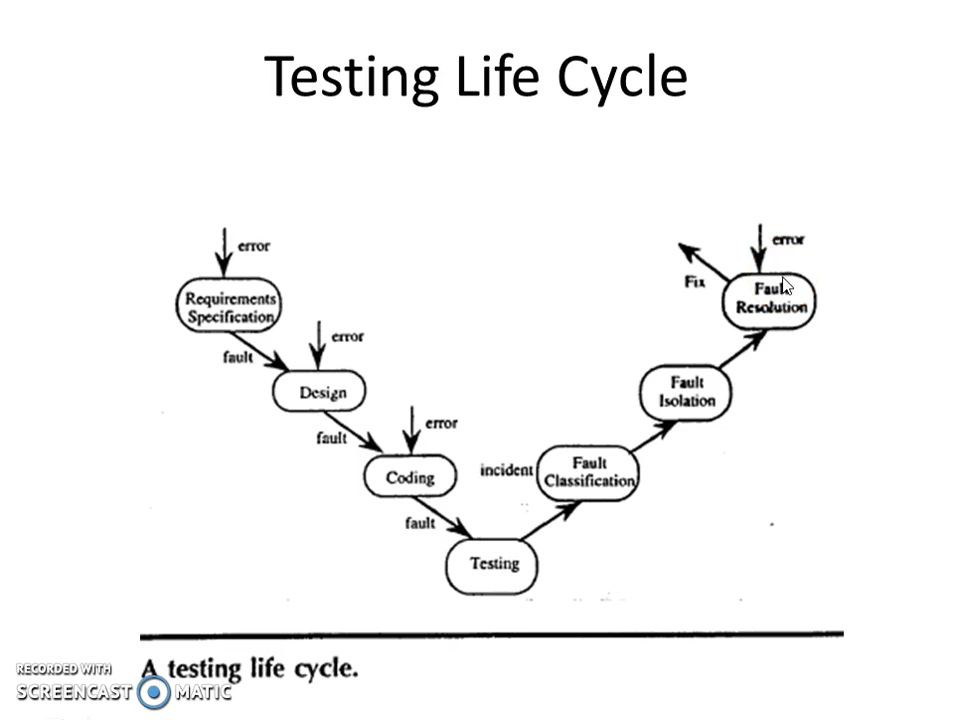 Testing Life Cycle
error
error
Fix
Fault
Resolution
Requirements
Specification
error
fault
Fault
Isolation
Design
error
fault
incident
Fault
Classification
Coding
fault
Testing
A testing life cycle.
RECORDED WITH
SCREENCAST MATIC